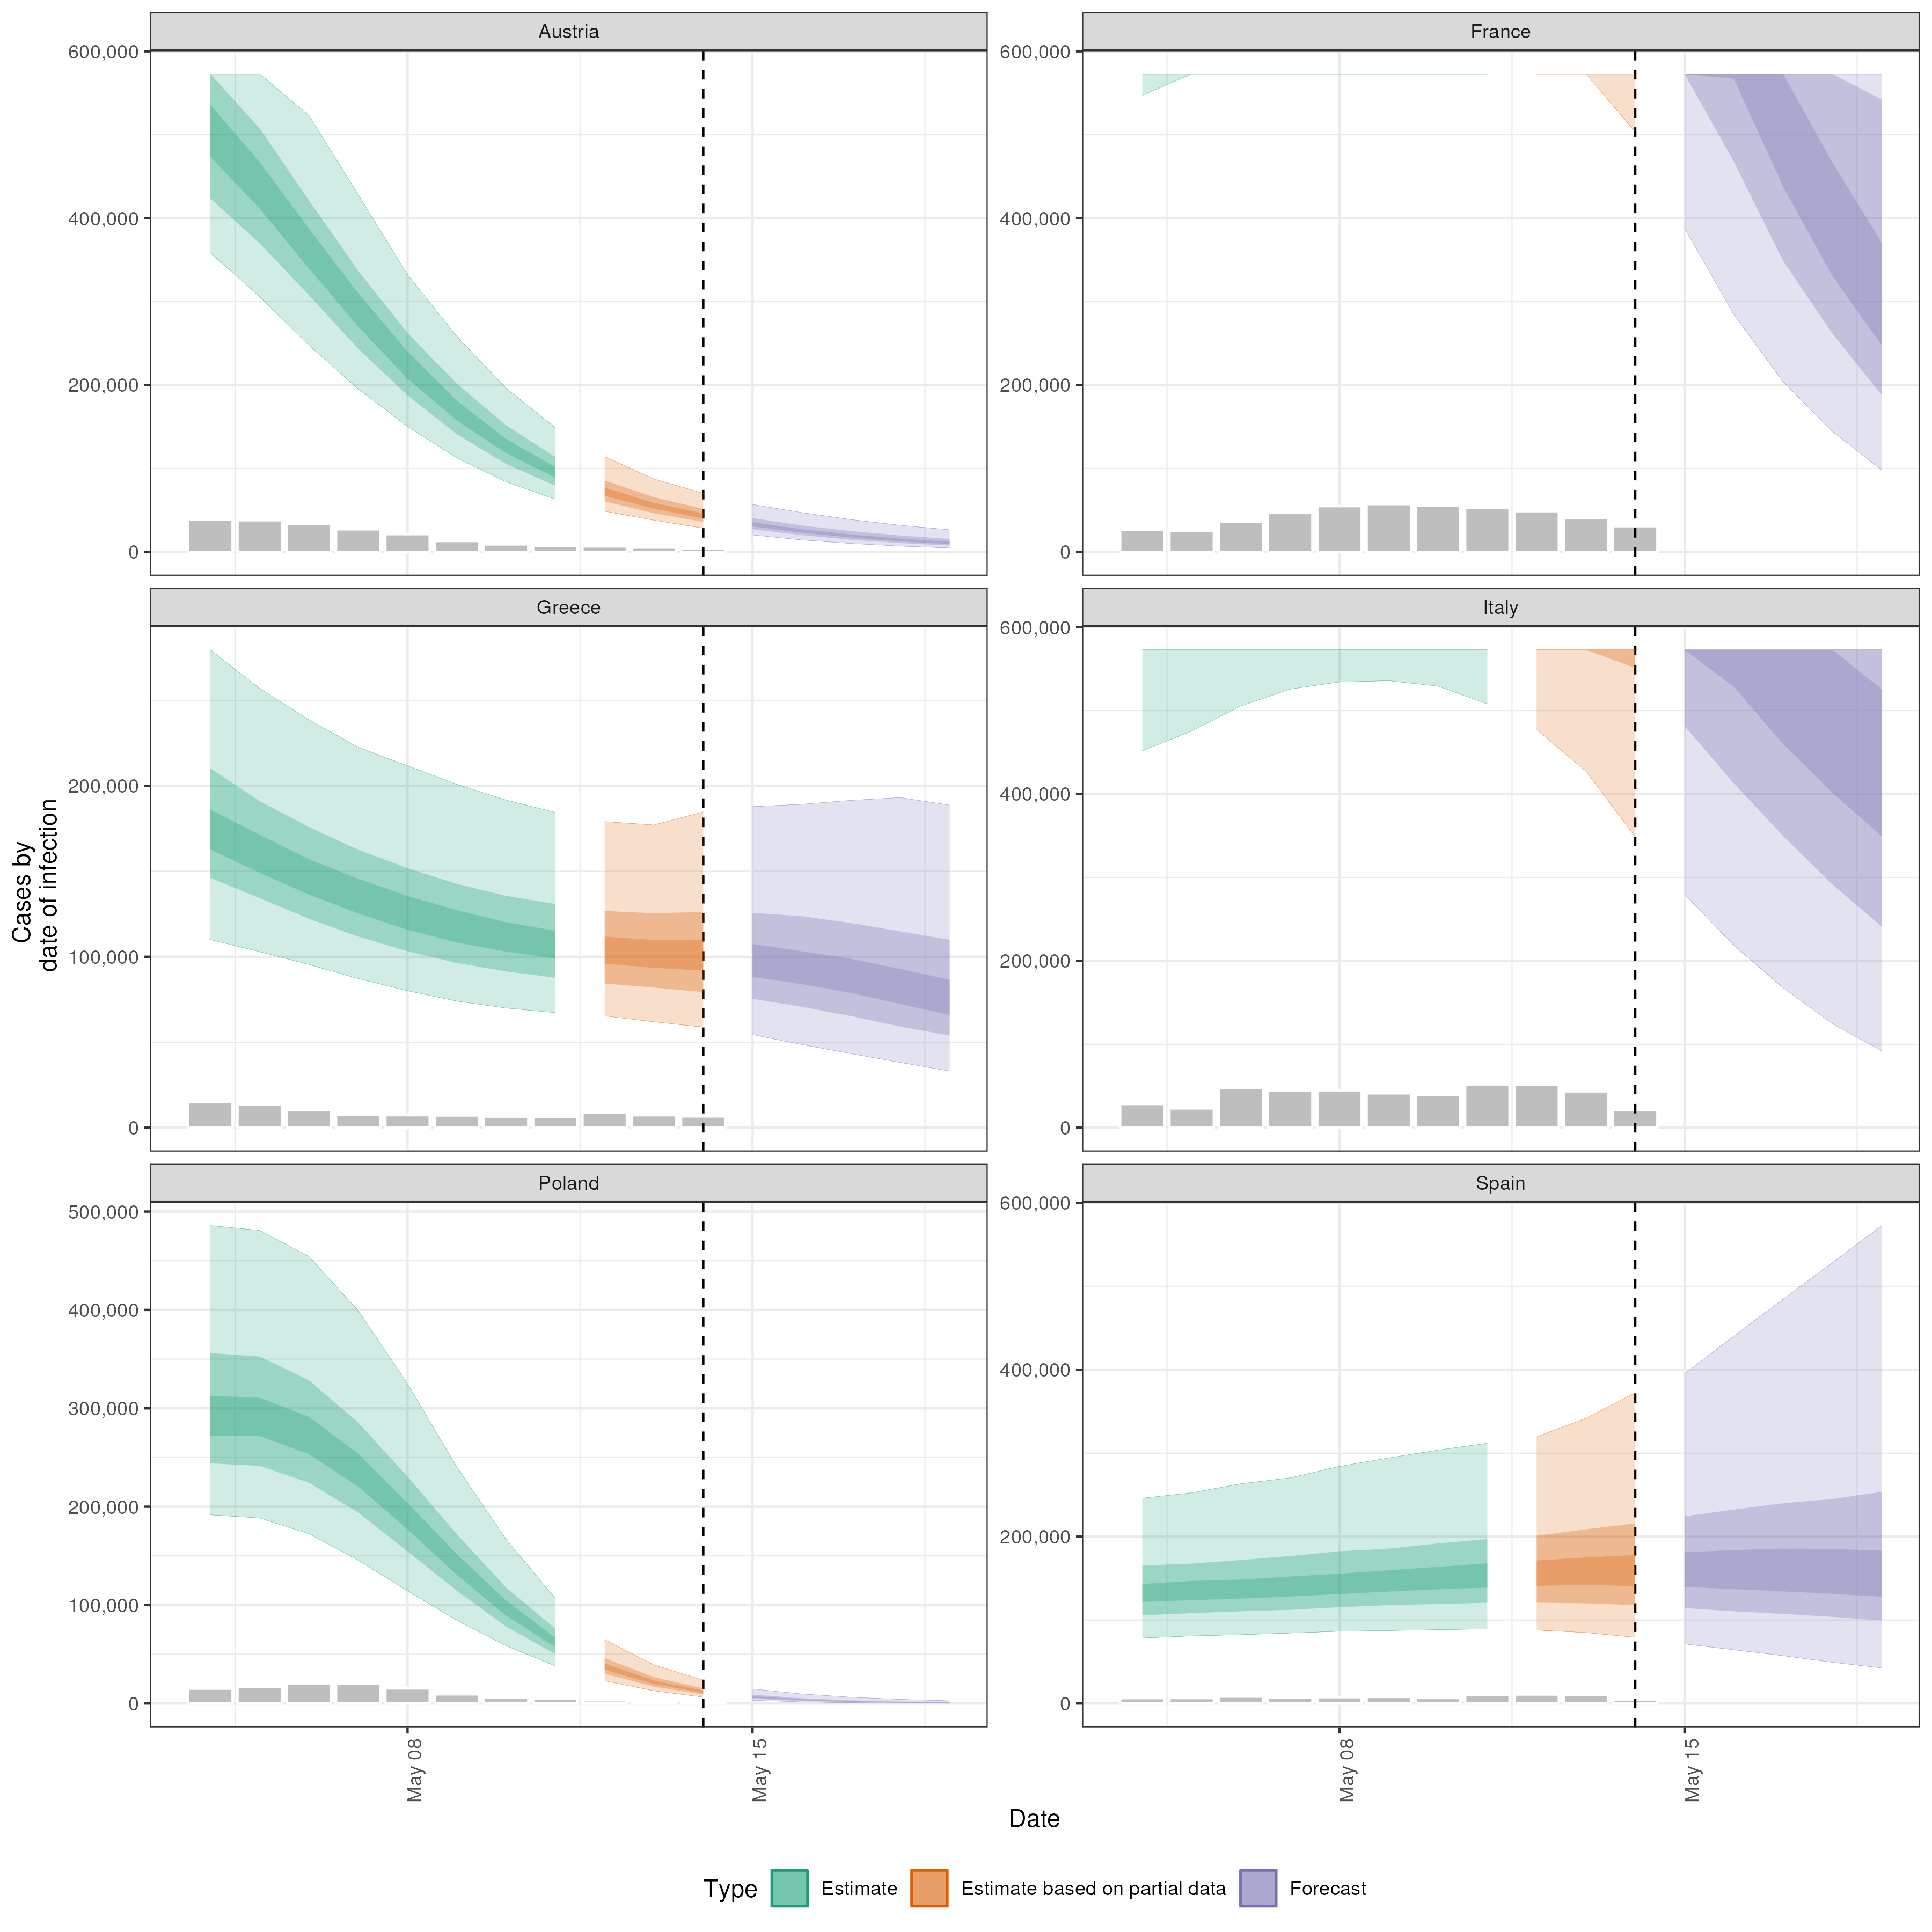 Austria
France
600,000
400,000
200,000
0
600,000
400,000
200,000
0
Greece
Italy
200,000
100,000
0
600,000
400,000
200,000
0
Poland
Spain
500,000
400,000
300,000
200,000
100,000
0
600,000
400,000
200,000
0
Cases by
date of infection
May 08
May 15
May 08
May 15
Date
Type
Estimate
Estimate based on partial data
Forecast